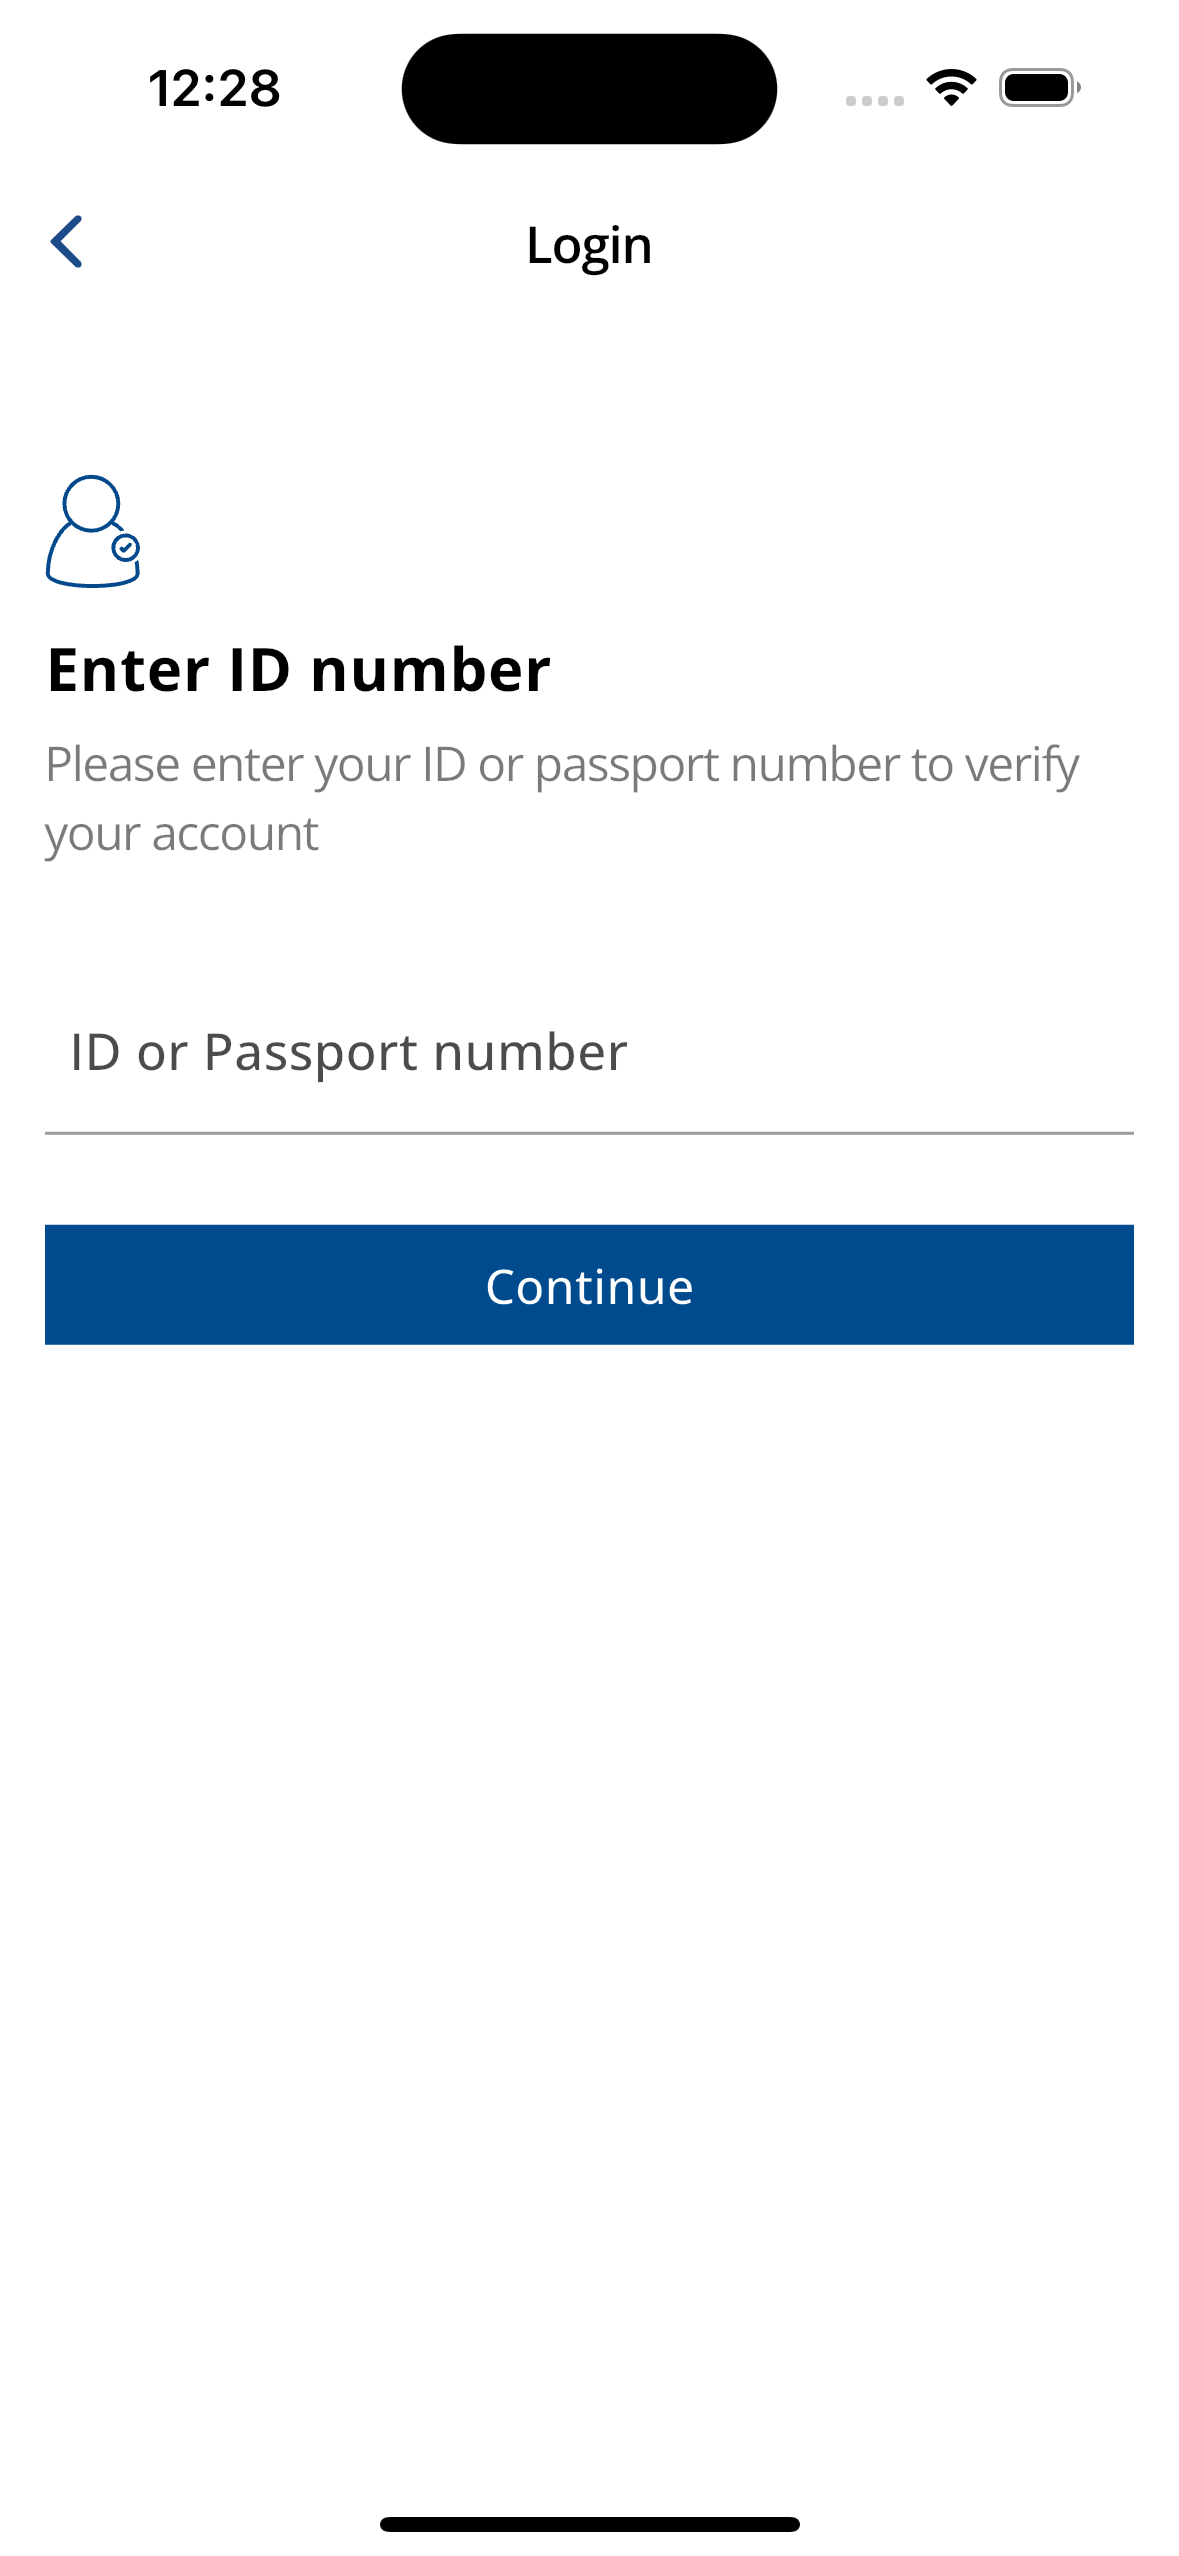 12:28
Login
Enter ID number
Please enter your ID or passport number to verify
your account
ID or Passport number
Continue